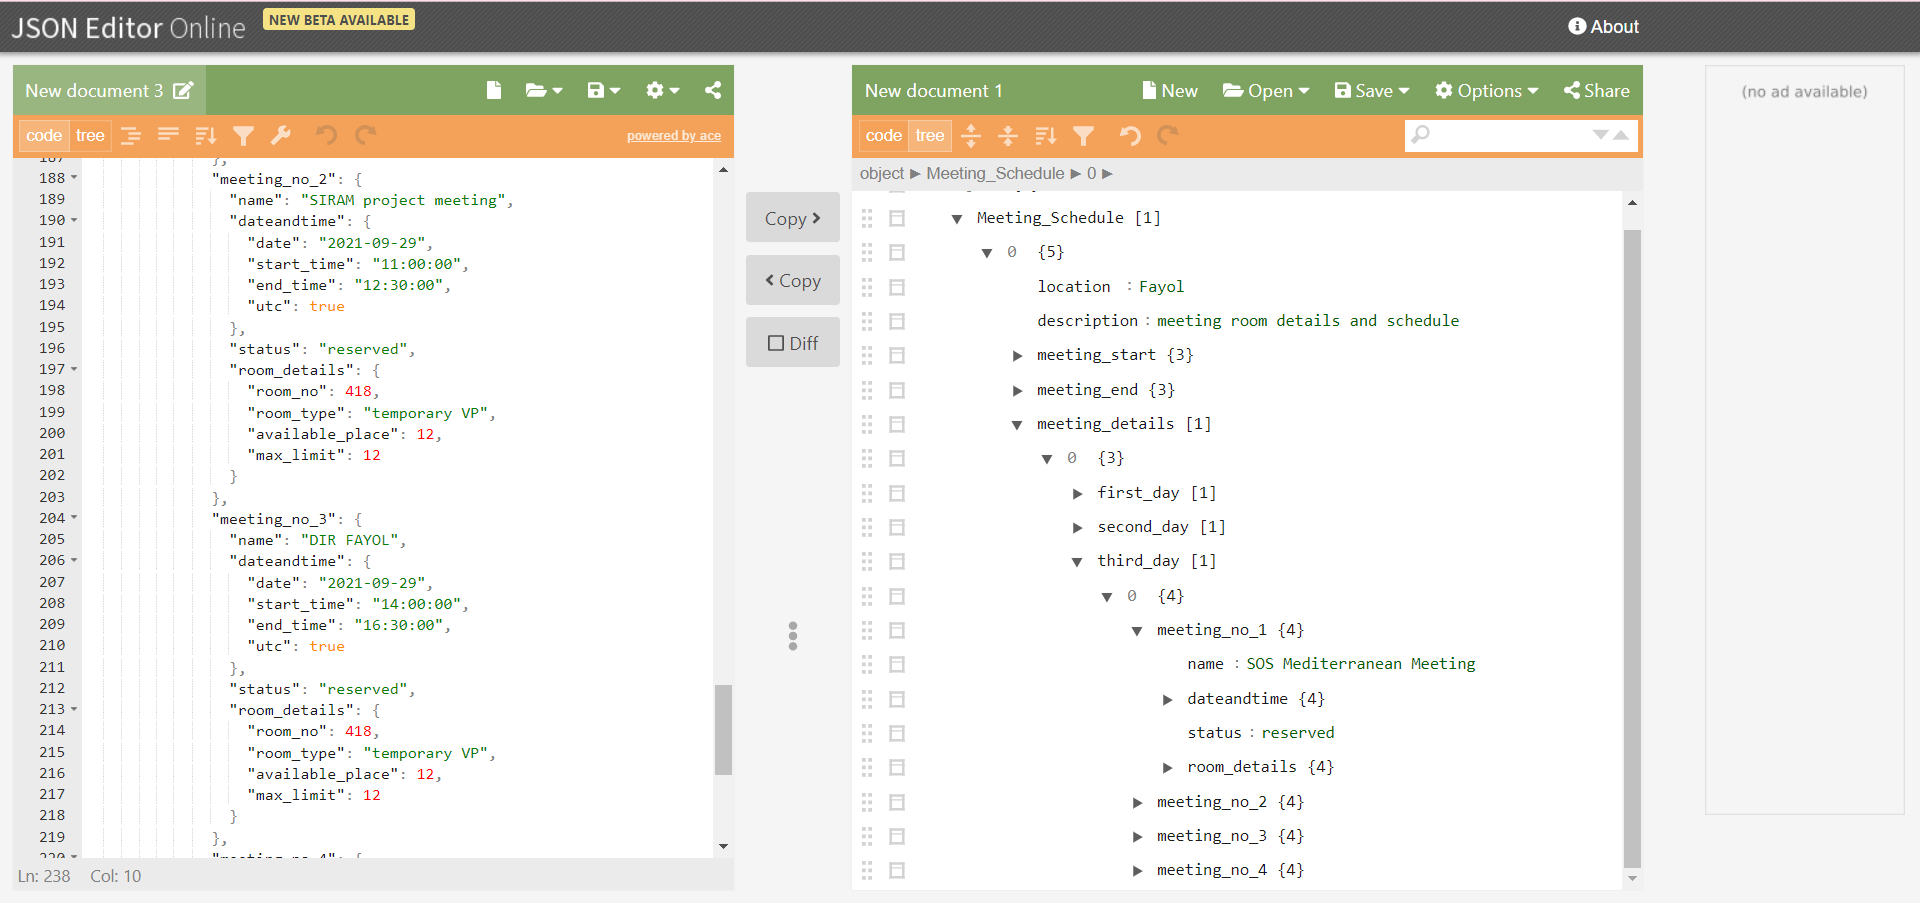 JSON Editor Online NEW BETA AVAILABLE About
New document 3
code tree powered by ace
187 },
188 "meeting_no_2": {
189 "name": "SIRAM project meeting",
190 "dateandtime": {
191 "date": "2021-09-29",
192 "start_time": "11:00:00",
193 "end_time": "12:30:00",
194 "utc": true
195 },
196 "status": "reserved",
197 "room_details": {
198 "room_no": 418,
199 "room_type": "temporary VP",
200 "available_place": 12,
201 "max_limit": 12
202 }
203 },
204 "meeting_no_3": {
205 "name": "DIR FAYOL",
206 "dateandtime": {
207 "date": "2021-09-29",
208 "start_time": "14:00:00",
209 "end_time": "16:30:00",
210 "utc": true
211 },
212 "status": "reserved",
213 "room_details": {
214 "room_no": 418,
215 "room_type": "temporary VP",
216 "available_place": 12,
217 "max_limit": 12
218 }
219 },
220 "meeting_no_4": {
Ln: 238 Col: 10
Copy
Copy
Diff
New document 1 New Open Save Options Share
code tree
object ► Meeting_Schedule ► 0 ►
Meeting_Schedule [1]
0 {5}
location : Fayol
description : meeting room details and schedule
meeting_start {3}
meeting_end {3}
meeting_details [1]
0 {3}
first_day [1]
second_day [1]
third_day [1]
0 {4}
meeting_no_1 {4}
name : SOS Mediterranean Meeting
dateandtime {4}
status : reserved
room_details {4}
meeting_no_2 {4}
meeting_no_3 {4}
meeting_no_4 {4}
(no ad available)